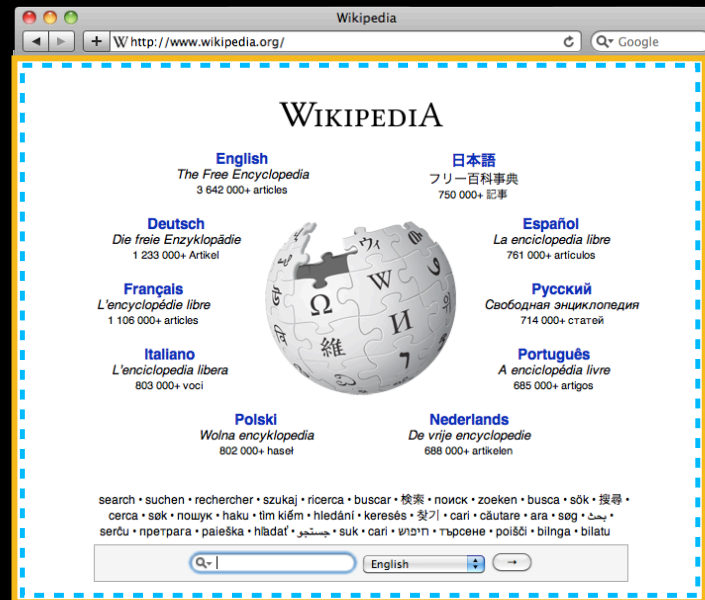 Wikipedia
W http://www.wikipedia.org/
Google
WIKIPEDIA
English
The Free Encyclopedia
3 642 000+ articles
日本語
フリー百科事典
750 000+ 記事
Deutsch
Die freie Enzyklopädie
1 233 000+ Artikel
Español
La enciclopedia libre
761 000+ artículos
Français
L'encyclopédie libre
1 106 000+ articles
Русский
Свободная энциклопедия
714 000+ статей
Italiano
L'enciclopedia libera
803 000+ voci
Português
A enciclopédia livre
685 000+ artigos
Polski
Wolna encyklopedia
802 000+ haseł
Nederlands
De vrije encyclopedie
688 000+ artikelen
ウィ
W
Ω
И
維
search • suchen • rechercher • szukaj • ricerca • buscar • 検索 • поиск • zoeken • busca • sök • 搜尋 •
cerca • søk • пошук • haku • tìm kiếm • hledání • keresés • 찾기 • cari • căutare • ara • søg • بحث •
serĉu • претрага • paieška • hľadať • جستجو • suk • cari • חיפוש • търсене • poišči • bilnga • bilatu
English
→